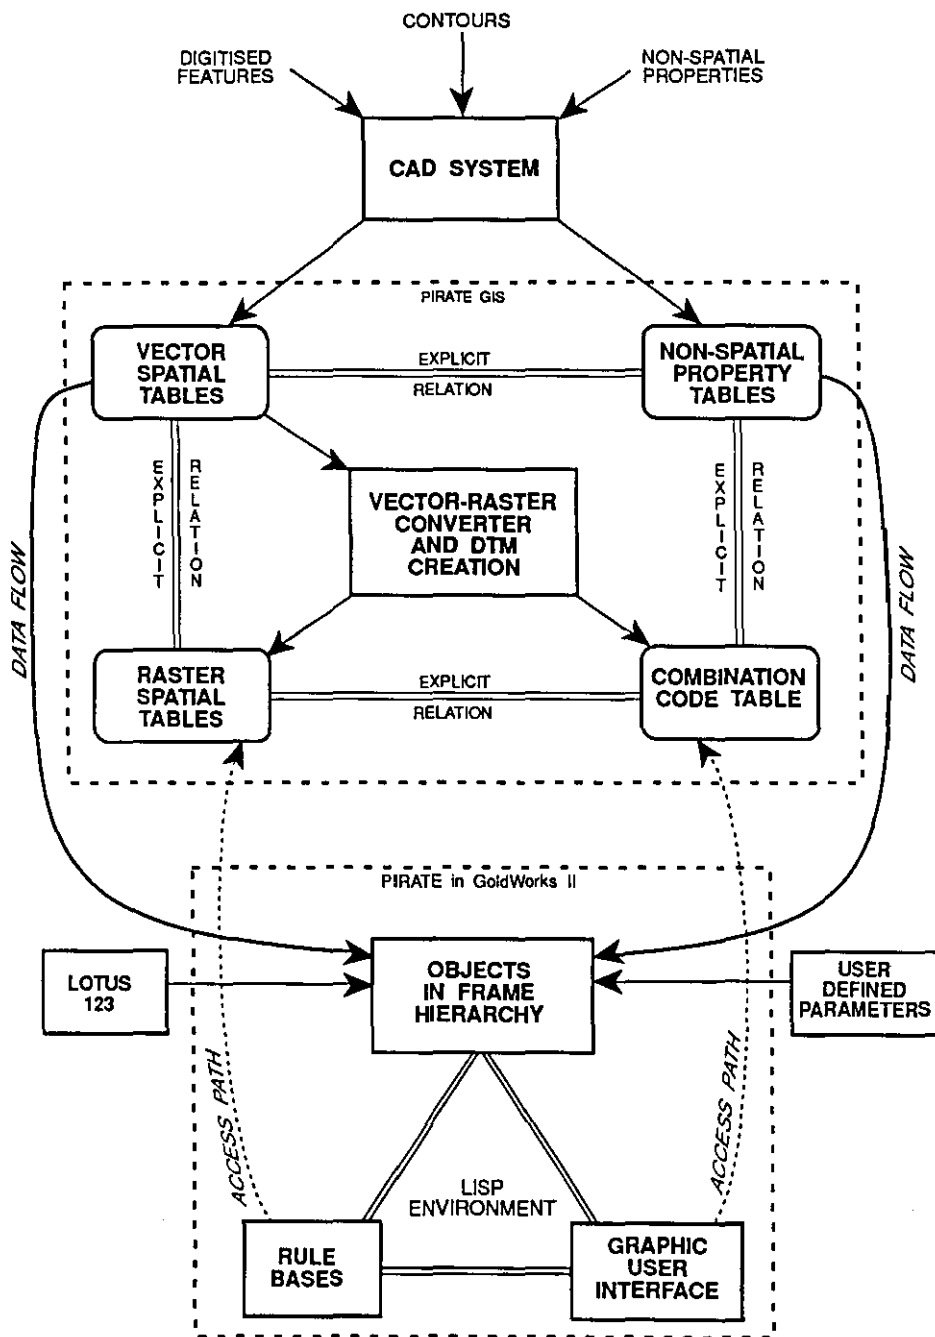 CONTOURS
DIGITISED
FEATURES
NON-SPATIAL
PROPERTIES
CAD SYSTEM
PIRATE GIS
VECTOR
SPATIAL
TABLES
EXPLICIT
RELATION
NON-SPATIAL
PROPERTY
TABLES
EXPLICIT
RELATION
VECTOR-RASTER
CONVERTER
AND DTM
CREATION
EXPLICIT
RELATION
DATA FLOW
DATA FLOW
RASTER
SPATIAL
TABLES
EXPLICIT
RELATION
COMBINATION
CODE TABLE
PIRATE in GoldWorks II
LOTUS
123
OBJECTS
IN FRAME
HIERARCHY
USER
DEFINED
PARAMETERS
ACCESS PATH
ACCESS PATH
LISP
ENVIRONMENT
RULE
BASES
GRAPHIC
USER
INTERFACE